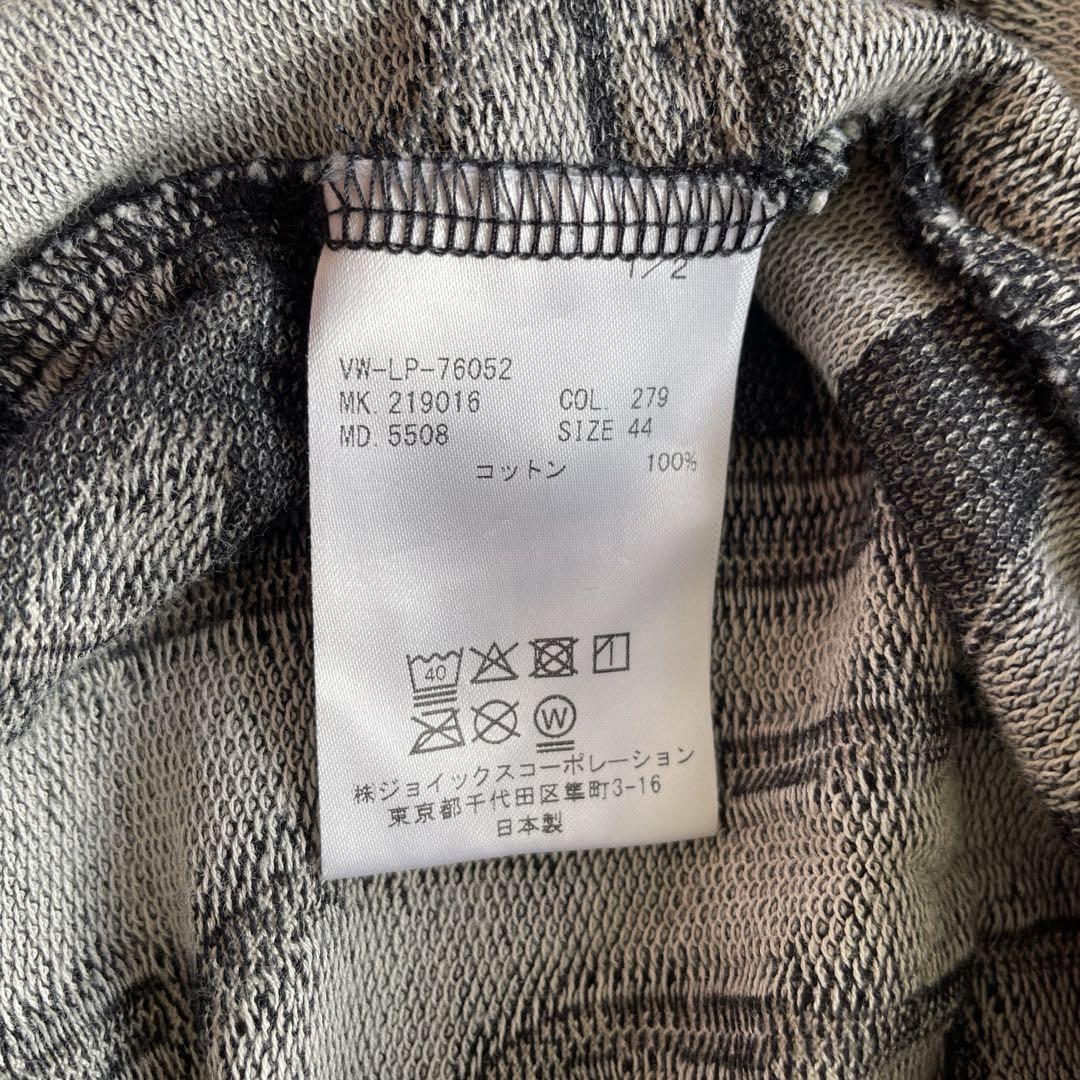 1/2
VW-LP-76052
MK. 219016 COL. 279
MD. 5508 SIZE 44
コットン 100%
40
W
株ジョイックスコーポレーション
東京都千代田区隼町3-16
日本製